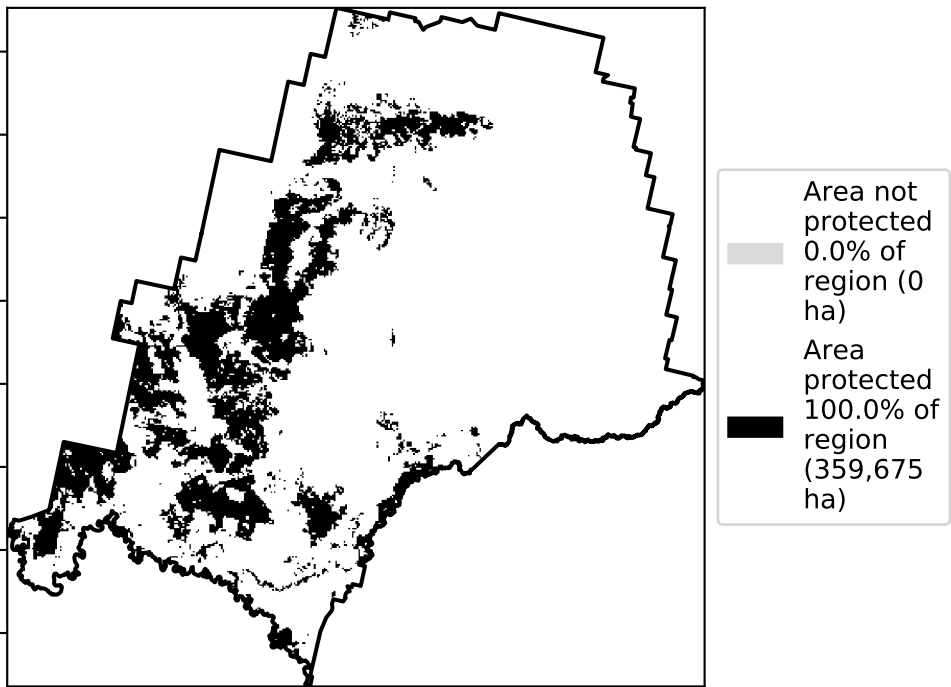 Area not
protected
0.0% of
region (0
ha)
Area
protected
100.0% of
region
(359,675
ha)